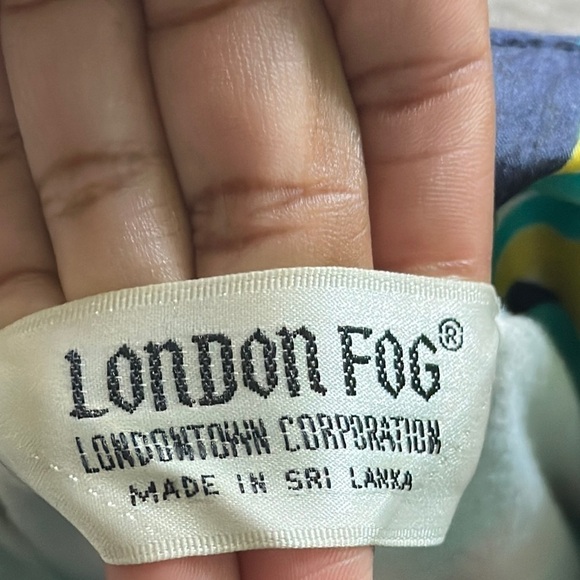 LONDON FOG®
LONDONTOWN CORPORATION
MADE IN SRI LANKA